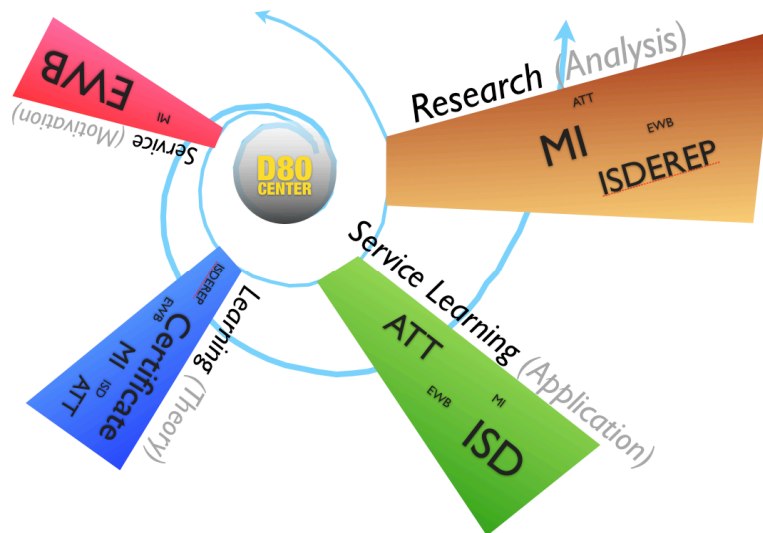 EWB
MI
Service
(Motivation)
D80
CENTER
Research (Analysis)
ATT
MI
EWB
ISDEREP
Service Learning (Application)
ATT
EWB
MI
ISD
Learning (Theory)
ISDEREP
EWB
Certificate
MI
ISD
ATT